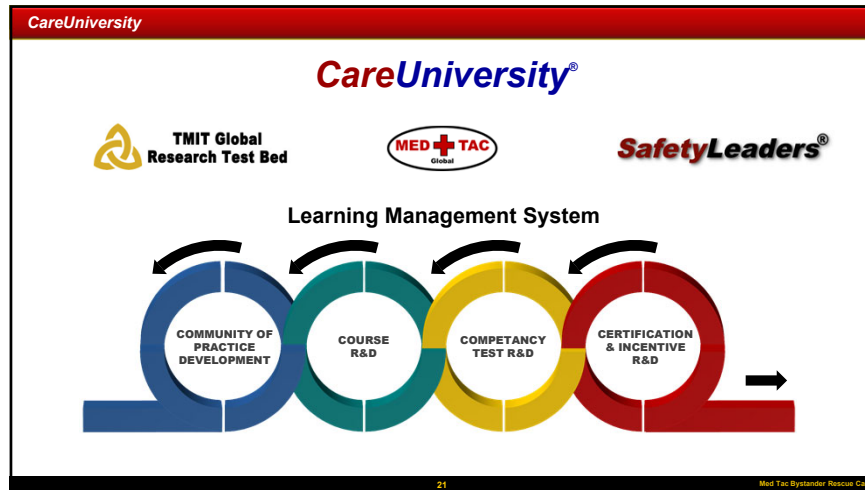 CareUniversity
CareUniversity®
TMIT Global
Research Test Bed
MED TAC
Global
SafetyLeaders®
Learning Management System
COMMUNITY OF
PRACTICE
DEVELOPMENT
COURSE
R&D
COMPETANCY
TEST R&D
CERTIFICATION
& INCENTIVE
R&D
21
Med Tac Bystander Rescue Ca